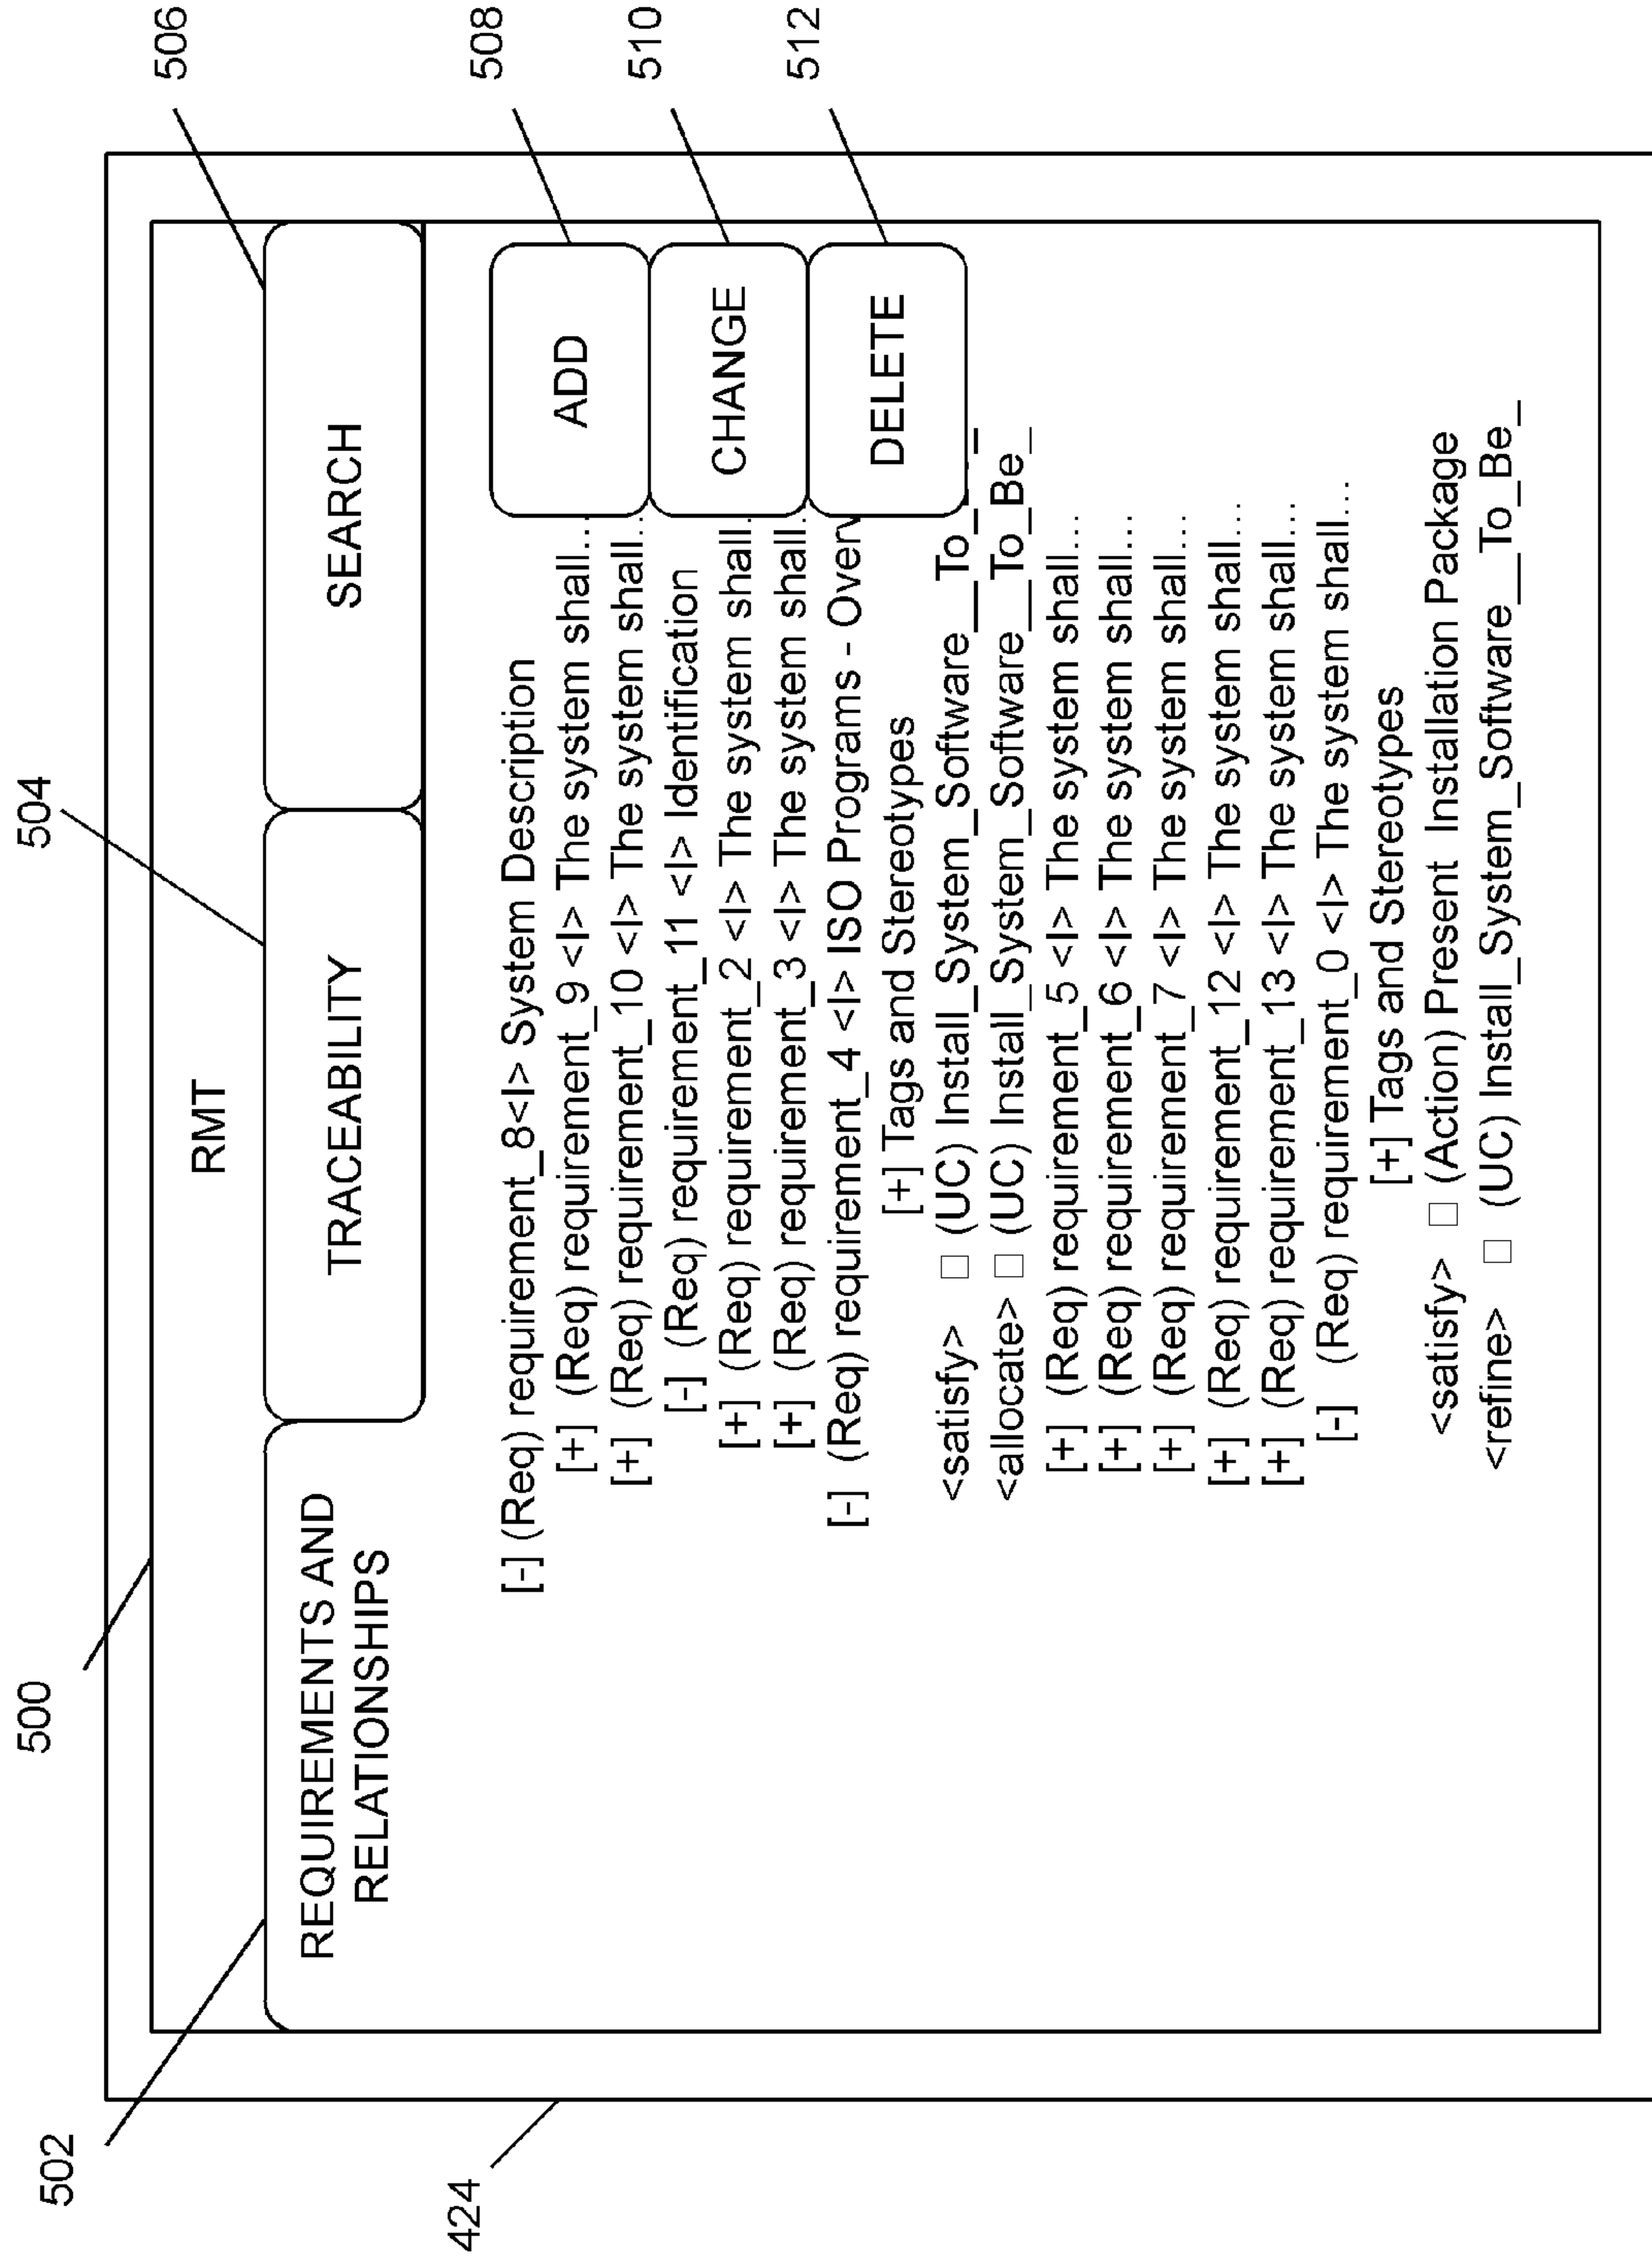 500
504
506
502
RMT
REQUIREMENTS AND
RELATIONSHIPS
TRACEABILITY
SEARCH
424
508
510
512
ADD
CHANGE
DELETE
[-] (Req) requirement_8<I> System Description
[+] (Req) requirement_9 <I> The system shall...
[+] (Req) requirement_10 <I> The system shall..
[-] (Req) requirement_11 <I> Identification
[+] (Req) requirement_2 <I> The system shall.
[+] (Req) requirement_3 <I> The system shall.
[-] (Req) requirement_4 <I> ISO Programs - Overv
[+] Tags and Stereotypes
<satisfy> □ (UC) Install_System_Software__To_
<allocate> □ (UC) Install_System_Software__To_Be_
[+] (Req) requirement_5 <I> The system shall...
[+] (Req) requirement_6 <I> The system shall...
[+] (Req) requirement_7 <I> The system shall...
[+] (Req) requirement_12 <I> The system shall...
[+] (Req) requirement_13 <I> The system shall...
[-] (Req) requirement_0 <I> The system shall...
[+] Tags and Stereotypes
<satisfy> □ (Action) Present Installation Package
<refine> □ (UC) Install_System_Software__To_Be_